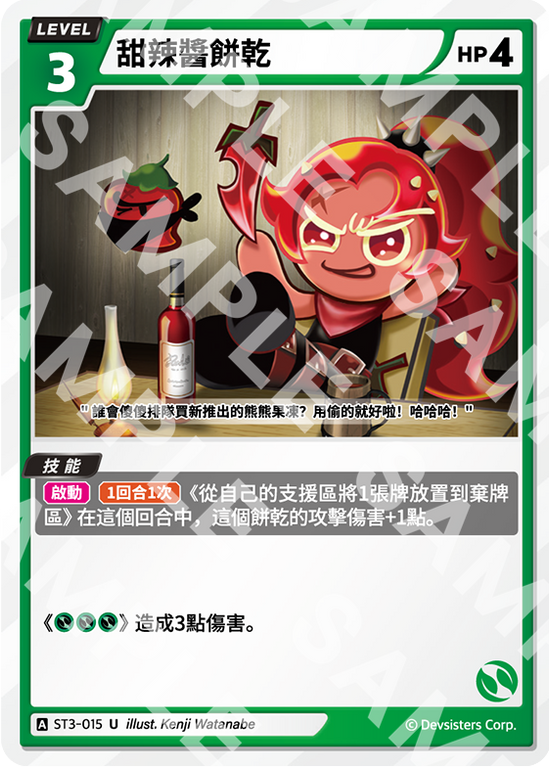 LEVEL
3
甜辣醬餅乾
HP 4
"誰會傻傻排隊買新推出的熊熊果凍？用偷的就好啦！哈哈哈！"
技能
啟動 1回合1次 《從自己的支援區將1張牌放置到棄牌
區》在這個回合中，這個餅乾的攻擊傷害+1點。
《》造成3點傷害。
A ST3-015 U illust. Kenji Watanabe
© Devsisters Corp.
SAMPLE
SAMPLE
SAMPLE
SAMPLE